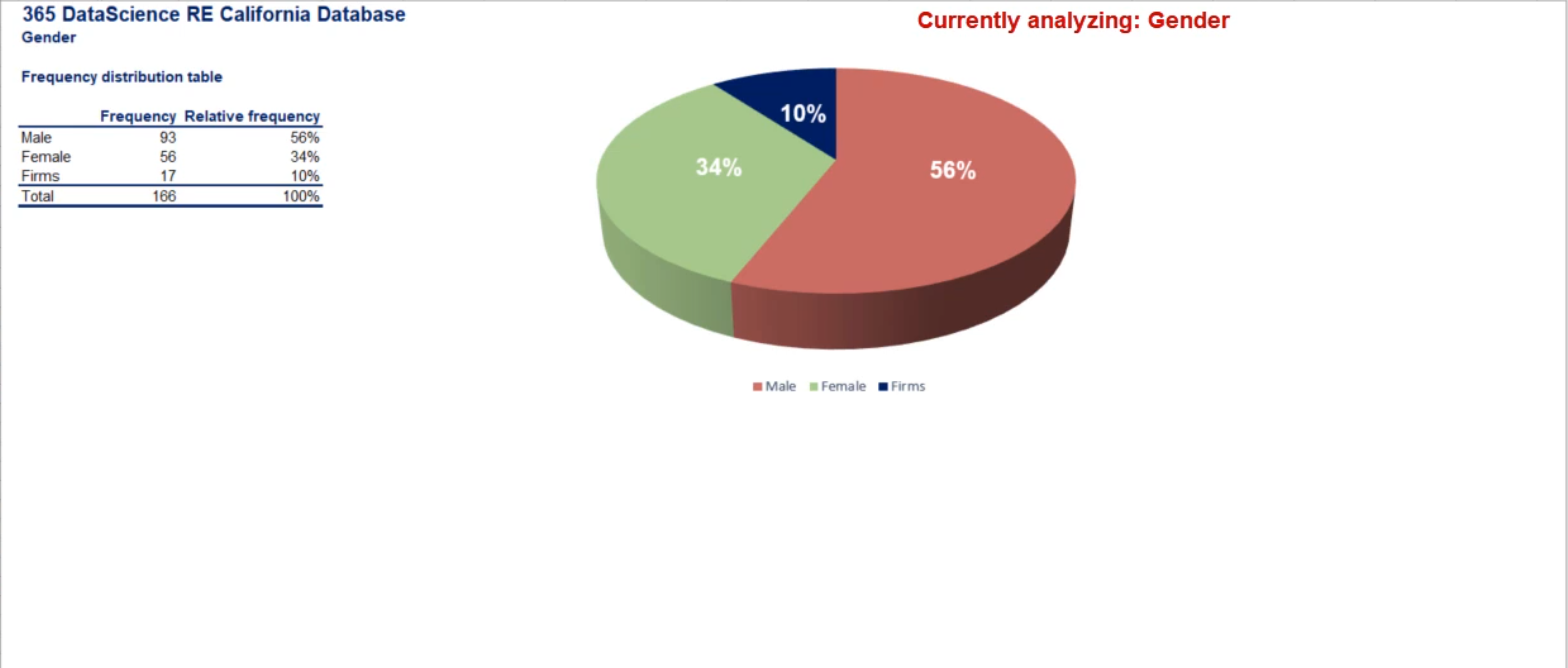 365 DataScience RE California Database
Currently analyzing: Gender
Gender
Frequency distribution table
Frequency Relative frequency
Male 93 56%
Female 56 34%
Firms 17 10%
Total 166 100%
10%
34%
56%
Male Female Firms